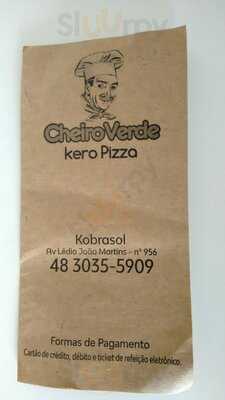 Sluurpy
Cheiro Verde
kero Pizza
Kobrasol
Av Lédio João Martins - nº 956
48 3035-5909
Formas de Pagamento
Cartão de crédito, débito e ticket de refeição eletrônico.